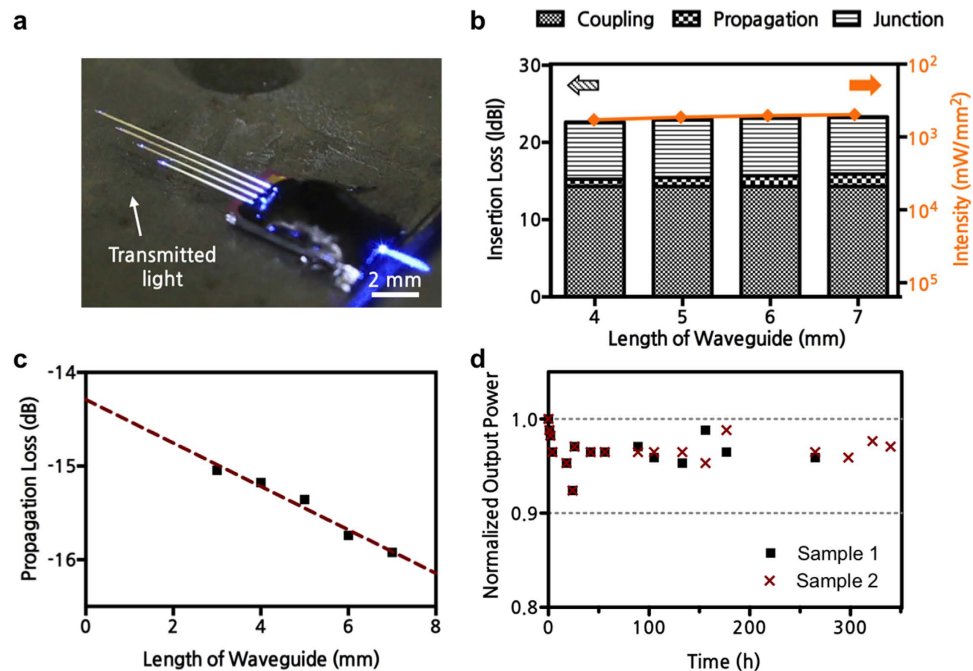 a
Transmitted
light
2 mm
b
Coupling Propagation Junction
Insertion Loss (|dB|)
30
20
10
0
4 5 6 7
Length of Waveguide (mm)
10²
10³
10⁴
10⁵
Intensity (mW/mm²)
c
Propagation Loss (dB)
-14
-15
-16
0 2 4 6 8
Length of Waveguide (mm)
d
Normalized Output Power
1.0
0.9
0.8
Sample 1
Sample 2
0 100 200 300
Time (h)